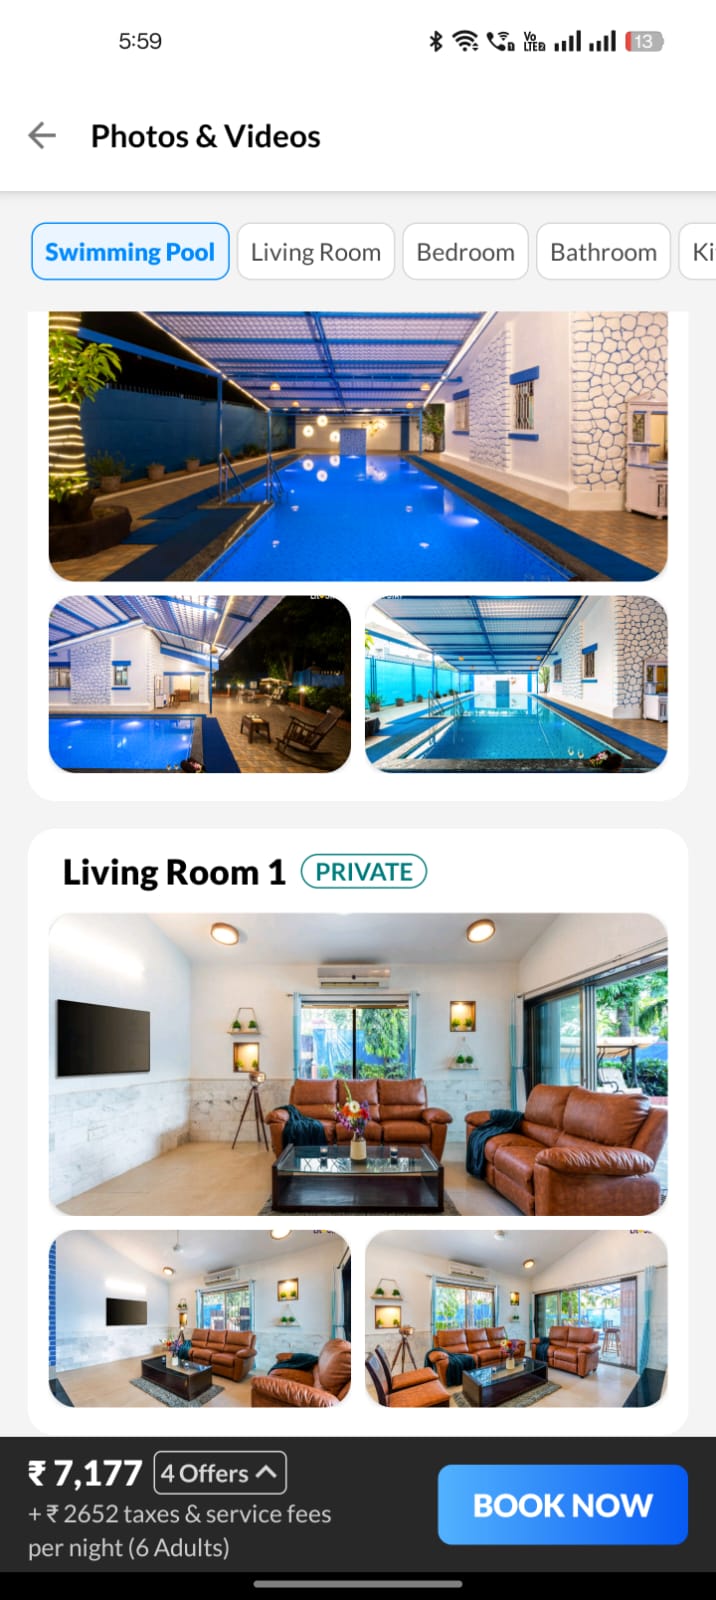 5:59
Vo
LTE2
13
Photos & Videos
Swimming Pool
Living Room
Bedroom
Bathroom
Ki
Living Room 1
PRIVATE
₹ 7,177
4 Offers
+ ₹ 2652 taxes & service fees
per night (6 Adults)
BOOK NOW